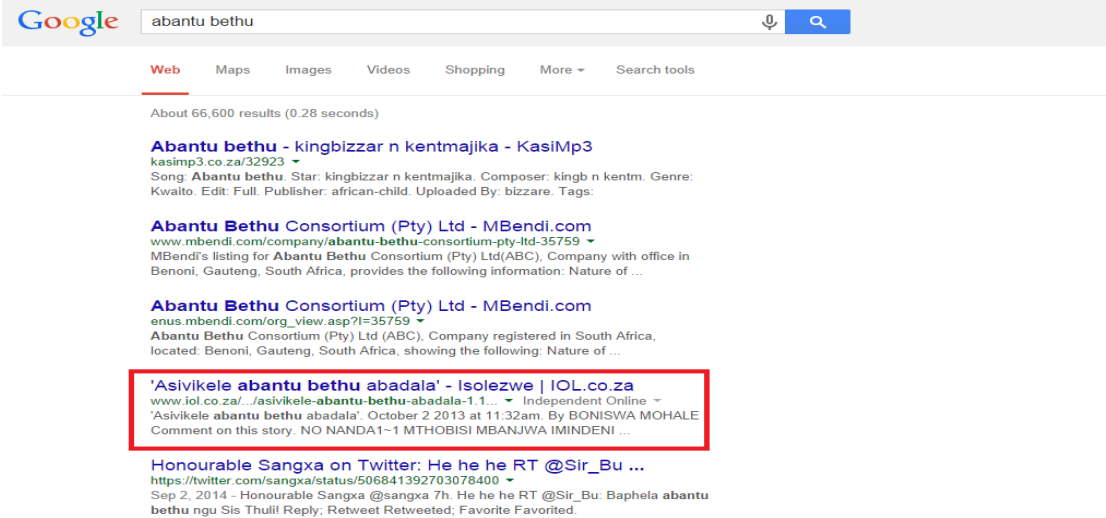 Google abantu bethu
Web Maps Images Videos Shopping More Search tools
About 66,600 results (0.28 seconds)
Abantu bethu - kingbizzar n kentmajika - KasiMp3
kasimp3.co.za/32923
Song: Abantu bethu. Star: kingbizzar n kentmajika. Composer: kingb n kentm. Genre:
Kwaito. Edit: Full. Publisher: african-child. Uploaded By: bizzare. Tags:
Abantu Bethu Consortium (Pty) Ltd - MBendi.com
www.mbendi.com/company/abantu-bethu-consortium-pty-ltd-35759
MBendi's listing for Abantu Bethu Consortium (Pty) Ltd(ABC), Company with office in
Benoni, Gauteng, South Africa, provides the following information: Nature of ...
Abantu Bethu Consortium (Pty) Ltd - MBendi.com
enus.mbendi.com/org_view.asp?l=35759
Abantu Bethu Consortium (Pty) Ltd (ABC), Company registered in South Africa,
located: Benoni, Gauteng, South Africa, showing the following: Nature of ...
'Asivikele abantu bethu abadala' - Isolezwe | IOL.co.za
www.iol.co.za/.../asivikele-abantu-bethu-abadala-1.1... Independent Online
'Asivikele abantu bethu abadala'. October 2 2013 at 11:32am. By BONISWA MOHALE
Comment on this story. NO NANDA1~1 MTHOBISI MBANJWA IMINDENI ...
Honourable Sangxa on Twitter: He he he RT @Sir_Bu ...
https://twitter.com/sangxa/status/506841392703078400
Sep 2, 2014 - Honourable Sangxa @sangxa 7h. He he he RT @Sir_Bu: Baphela abantu
bethu ngu Sis Thuli! Reply; Retweet Retweeted; Favorite Favorited.